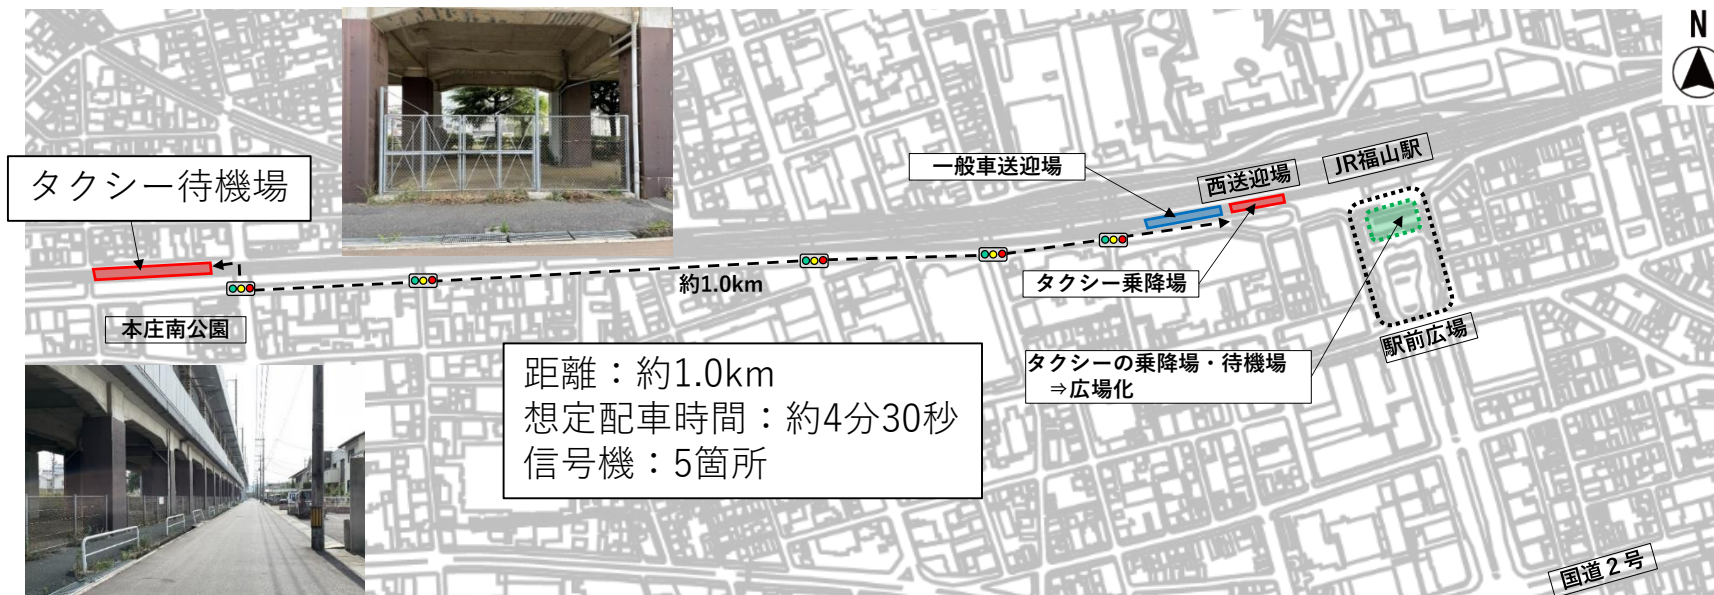 N
JR福山駅
一般車送迎場
西送迎場
タクシー待機場
タクシー乗降場
約1.0km
本庄南公園
駅前広場
タクシーの乗降場・待機場
⇒広場化
距離：約1.0km
想定配車時間：約4分30秒
信号機：5箇所
国道２号